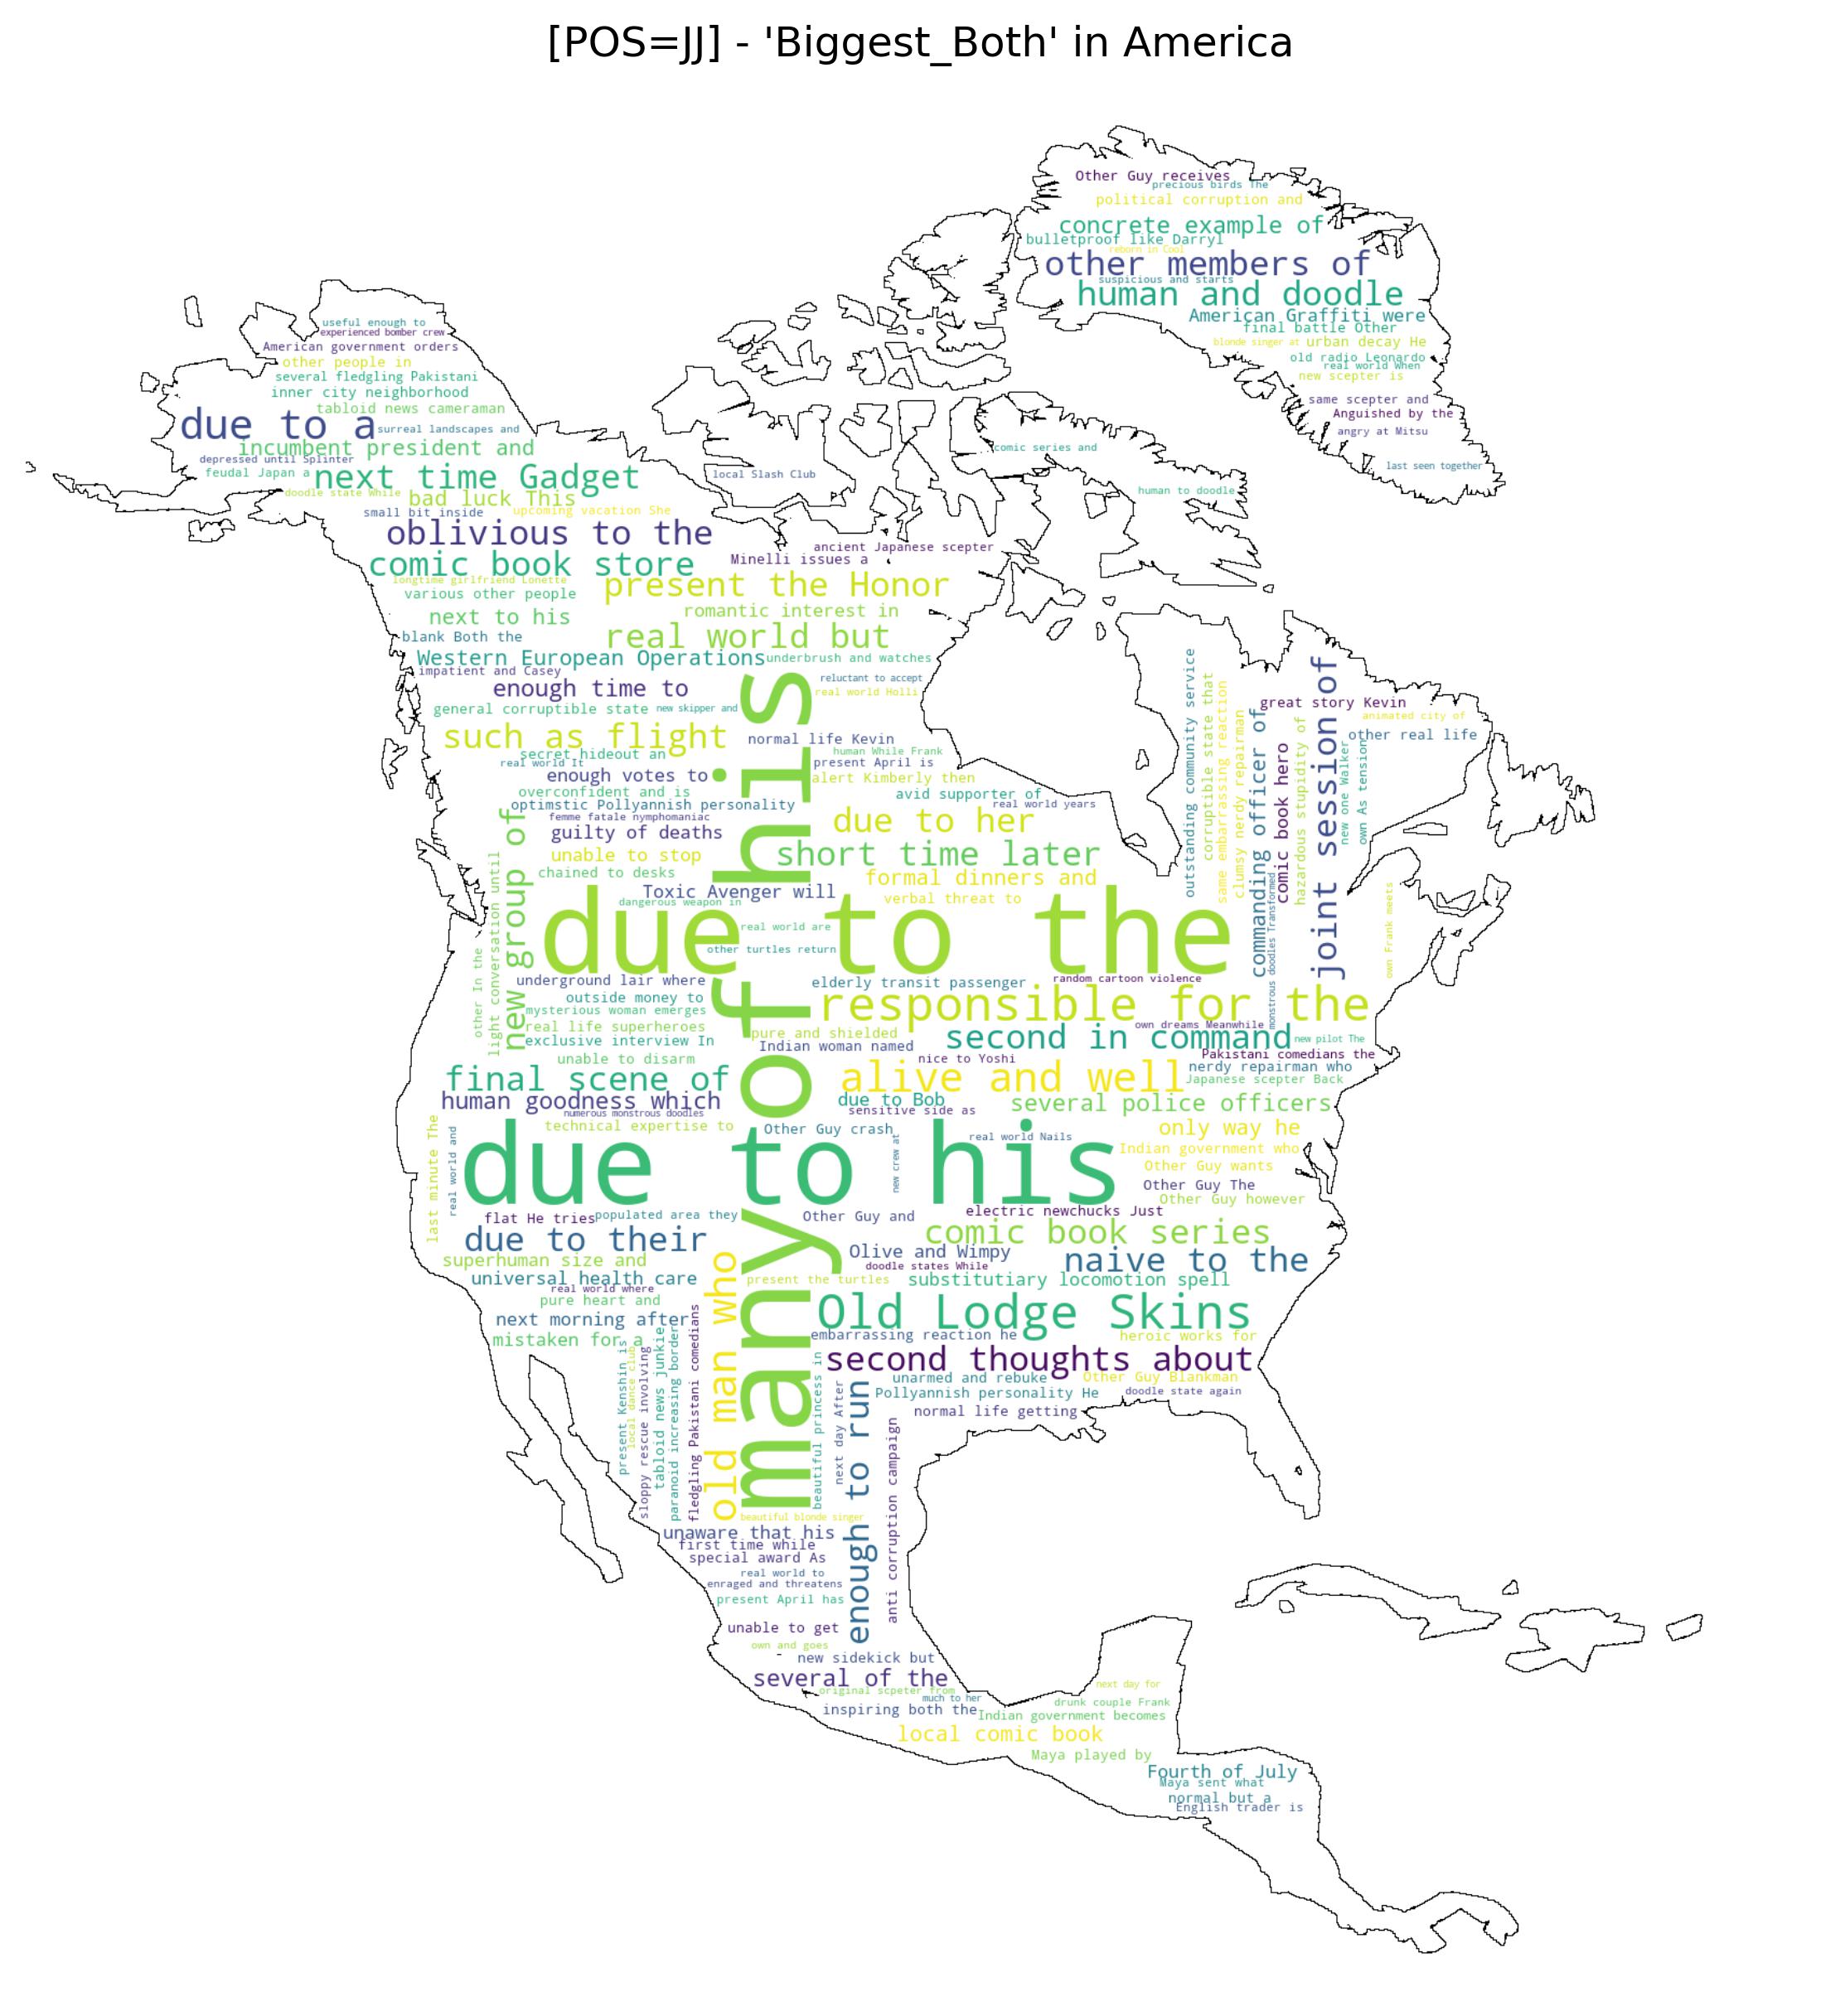 [POS=JJ] - 'Biggest_Both' in America
Other Guy receives
precious birds The
political corruption and
concrete example of
bulletproof like Darryl
reborn in Cool
other members of
suspicious and starts
human and doodle
American Graffiti were
final battle Other
blonde singer at
urban decay He
old radio Leonardo
real world When
new scepter is
same scepter and
Anguished by the
angry at Mitsu
last seen together
useful enough to
experienced bomber crew
American government orders
other people in
several fledgling Pakistani
inner city neighborhood
tabloid news cameraman
due to a
surreal landscapes and
incumbent president and
depressed until Splinter
feudal Japan a
next time Gadget
doodle state While
bad luck This
small bit inside
upcoming vacation She
oblivious to the
comic book store
longtime girlfriend Lonette
various other people
next to his
blank Both the
comic series and
local Slash Club
human to doodle
ancient Japanese scepter
Minelli issues a
present the Honor
romantic interest in
real world but
Western European Operations
underbrush and watches
impatient and Casey
reluctant to accept
enough time to
real world Holli
general corruptible state
new skipper and
such as flight
normal life Kevin
secret hideout an
human While Frank
real world It
present April is
enough votes to
alert Kimberly then
overconfident and is
avid supporter of
optimstic Pollyannish personality
real world years
femme fatale nymphomaniac
due to her
guilty of deaths
unable to stop
short time later
chained to desks
formal dinners and
Toxic Avenger will
verbal threat to
dangerous weapon in
due to the
real world are
other turtles return
many of his
new group of
light conversation until
other In the
outstanding community service
corruptible state that
same embarrassing reaction
clumsy nerdy repairman
commanding officer of
monstrous doodles Transformed
comic book hero
hazardous stupidity of
joint session of
new one Walker
own As tension
great story Kevin
animated city of
other real life
own Frank meets
underground lair where
elderly transit passenger
random cartoon violence
outside money to
responsible for the
mysterious woman emerges
real life superheroes
own dreams Meanwhile
pure and shielded
exclusive interview In
second in command
new pilot The
Indian woman named
unable to disarm
nice to Yoshi
Pakistani comedians the
nerdy repairman who
final scene of
alive and well
Japanese scepter Back
human goodness which
due to Bob
several police officers
numerous monstrous doodles
sensitive side as
technical expertise to
Other Guy crash
only way he
real world Nails
due to his
new crew at
Indian government who
Other Guy wants
Other Guy The
Other Guy however
last minute The
real world and
flat He tries
populated area they
Other Guy and
electric newchucks Just
due to their
comic book series
superhuman size and
Olive and Wimpy
naive to the
universal health care
doodle states While
present the turtles
substitutiary locomotion spell
real world where
pure heart and
next morning after
Old Lodge Skins
mistaken for a
embarrassing reaction he
heroic works for
second thoughts about
unarmed and rebuke
Other Guy Blankman
Pollyannish personality He
doodle state again
normal life getting
present Kenshin is
local dance club
sloppy rescue involving
tabloid news junkie
paranoid increasing border
fledgling Pakistani comedians
old man who
beautiful princess in
next day After
enough to run
anti corruption campaign
beautiful blonde singer
unaware that his
first time while
special award As
real world to
enraged and threatens
present April has
unable to get
own and goes
new sidekick but
several of the
original scpeter from
much to her
inspiring both the
next day for
drunk couple Frank
Indian government becomes
local comic book
Maya played by
Fourth of July
Maya sent what
normal but a
English trader is